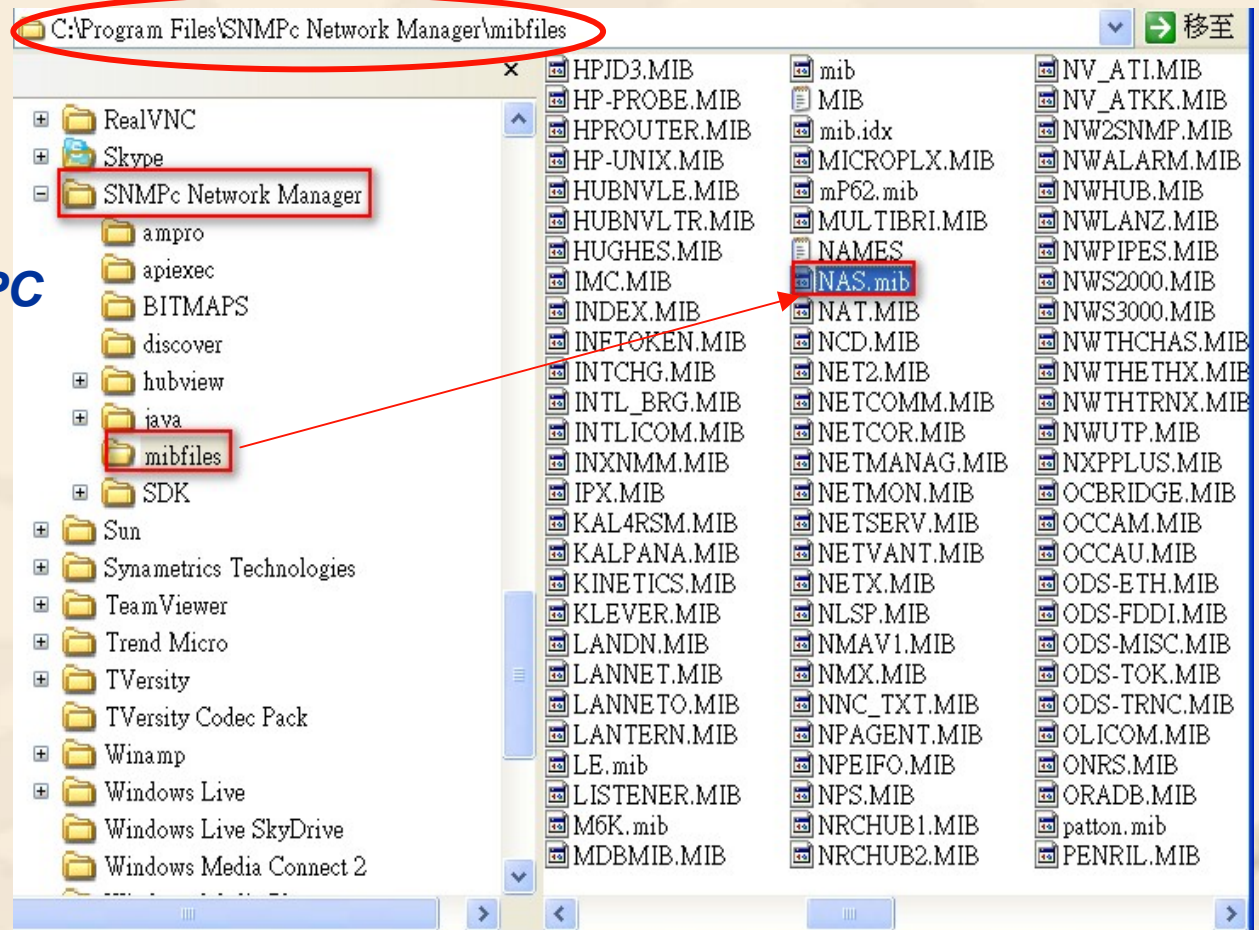 C:\Program Files\SNMPc Network Manager\mibfiles
移至
RealVNC
Skype
SNMPc Network Manager
ampro
apiexec
BITMAPS
discover
hubview
java
mibfiles
SDK
Sun
Synametrics Technologies
TeamViewer
Trend Micro
TVersity
TVersity Codec Pack
Winamp
Windows Live
Windows Live SkyDrive
Windows Media Connect 2
PC
HPJD3.MIB
HP-PROBE.MIB
HPROUTER.MIB
HP-UNIX.MIB
HUBNVLE.MIB
HUBNVLTR.MIB
HUGHES.MIB
IMC.MIB
INDEX.MIB
INFTOKEN.MIB
INTCHG.MIB
INTL_BRG.MIB
INTLICOM.MIB
INXNMM.MIB
IPX.MIB
KAL4RSM.MIB
KALPANA.MIB
KINETICS.MIB
KLEVER.MIB
LANDN.MIB
LANNET.MIB
LANNETO.MIB
LANTERN.MIB
LE.mib
LISTENER.MIB
M6K.mib
MDBMIB.MIB
mib
MIB
mib.idx
MICROPLX.MIB
mP62.mib
MULTIBRI.MIB
NAMES
NAS.mib
NAT.MIB
NCD.MIB
NET2.MIB
NETCOMM.MIB
NETCOR.MIB
NETMANAG.MIB
NETMON.MIB
NETSERV.MIB
NETVANT.MIB
NETX.MIB
NLSP.MIB
NMAV1.MIB
NMX.MIB
NNC_TXT.MIB
NPAGENT.MIB
NPEIFO.MIB
NPS.MIB
NRCHUB1.MIB
NRCHUB2.MIB
NV_ATI.MIB
NV_ATKK.MIB
NW2SNMP.MIB
NWALARM.MIB
NWHUB.MIB
NWLANZ.MIB
NWPIPES.MIB
NWS2000.MIB
NWS3000.MIB
NWTHCHAS.MIB
NWTHETHX.MIB
NWTHTRNX.MIB
NWUTP.MIB
NXPPLUS.MIB
OCBRIDGE.MIB
OCCAM.MIB
OCCAU.MIB
ODS-ETH.MIB
ODS-FDDI.MIB
ODS-MISC.MIB
ODS-TOK.MIB
ODS-TRNC.MIB
OLICOM.MIB
ONRS.MIB
ORADB.MIB
patton.mib
PENRIL.MIB